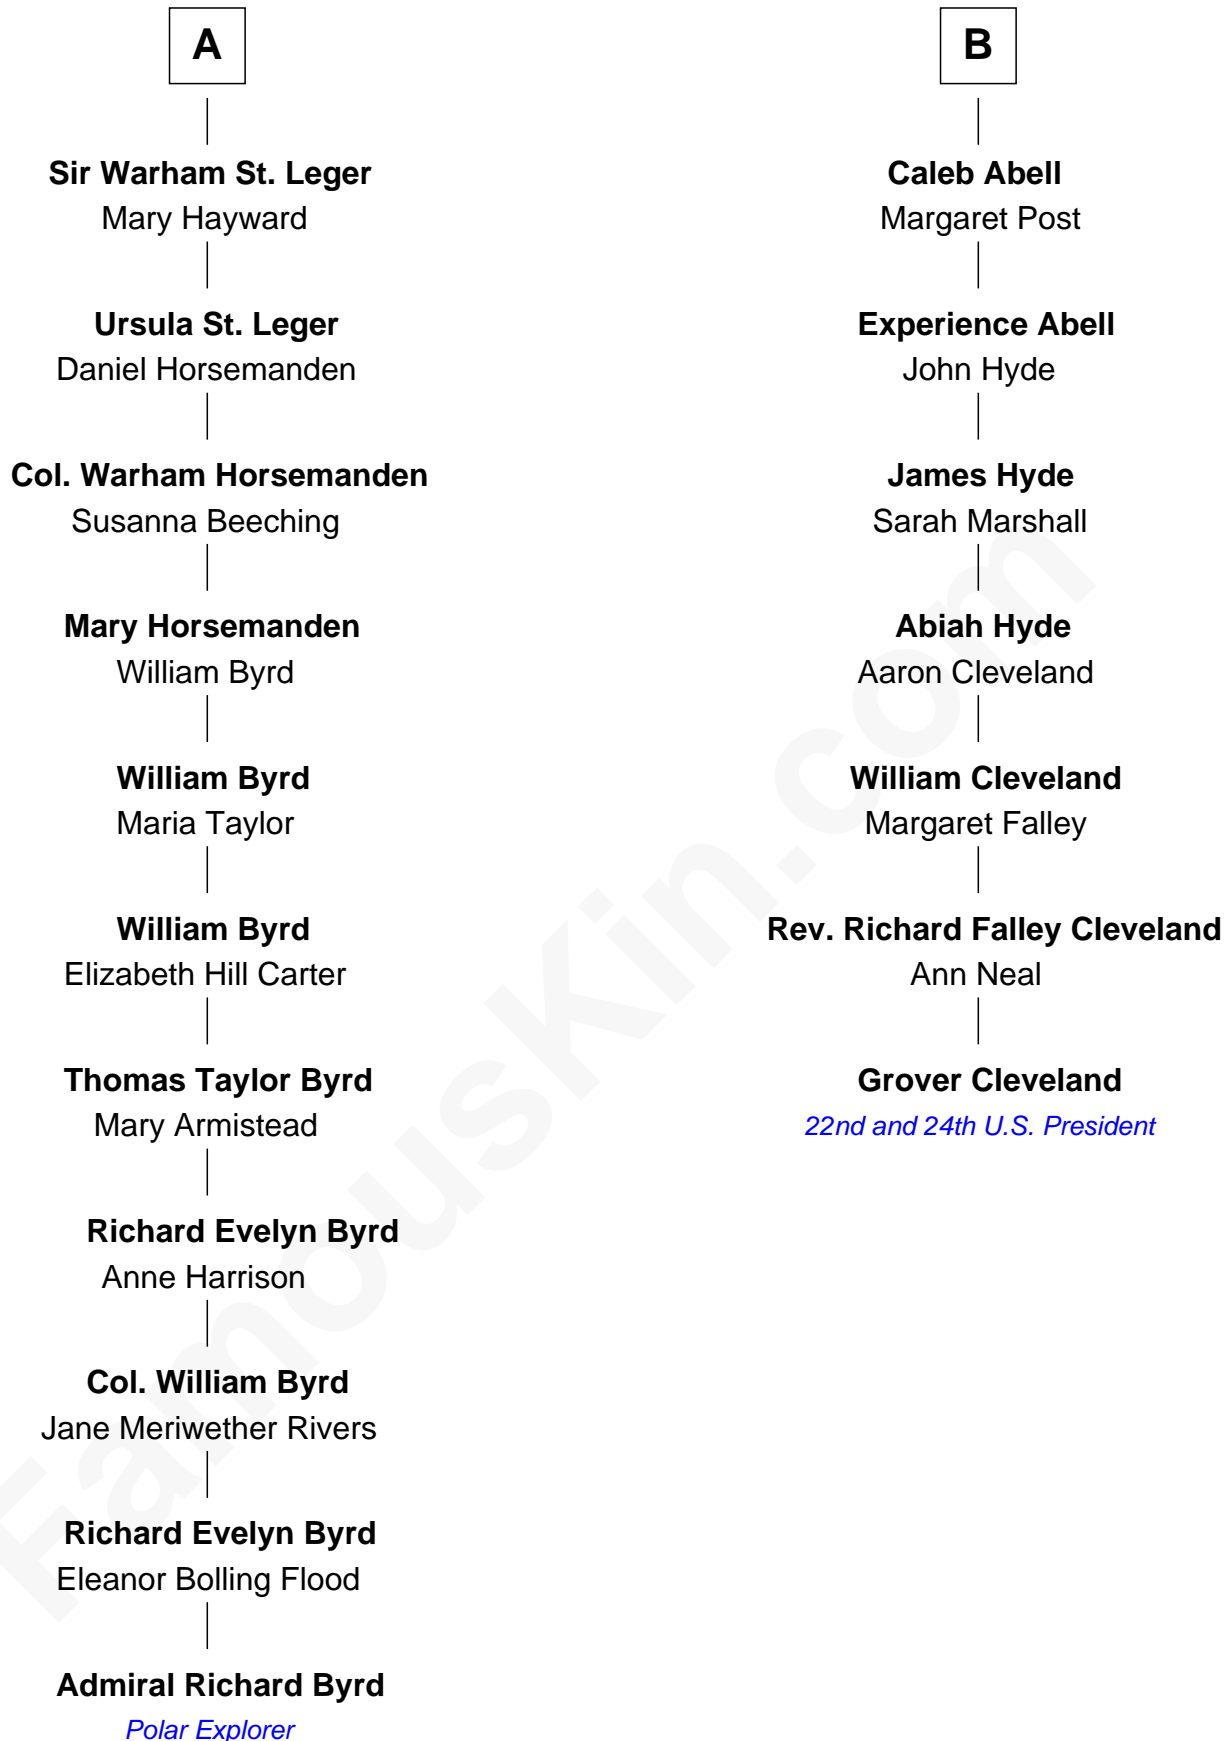 A
Sir Warham St. Leger
Mary Hayward
Ursula St. Leger
Daniel Horsemanden
Col. Warham Horsemanden
Susanna Beeching
Mary Horsemanden
William Byrd
William Byrd
Maria Taylor
William Byrd
Elizabeth Hill Carter
Thomas Taylor Byrd
Mary Armistead
Richard Evelyn Byrd
Anne Harrison
Col. William Byrd
Jane Meriwether Rivers
Richard Evelyn Byrd
Eleanor Bolling Flood
Admiral Richard Byrd
Polar Explorer
B
Caleb Abell
Margaret Post
Experience Abell
John Hyde
James Hyde
Sarah Marshall
Abiah Hyde
Aaron Cleveland
William Cleveland
Margaret Falley
Rev. Richard Falley Cleveland
Ann Neal
Grover Cleveland
22nd and 24th U.S. President
FamousKin.com